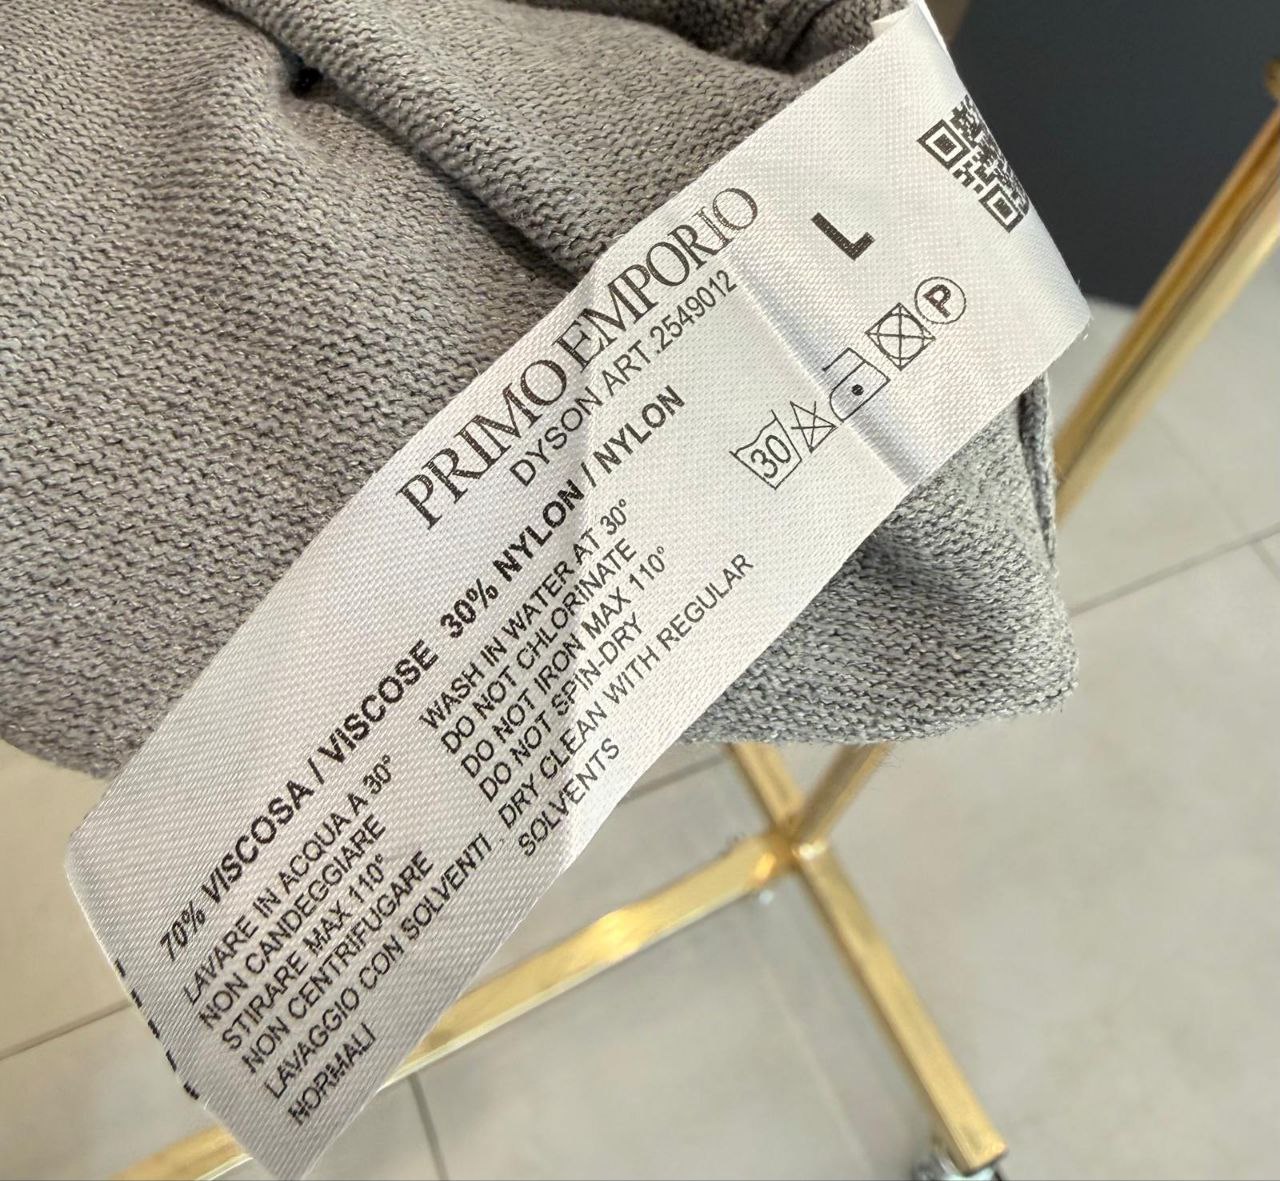 PRIMO EMPORIO
DYSON ART.2549012
70% VISCOSA / VISCOSE 30% NYLON / NYLON
LAVARE IN ACQUA A 30°
NON CANDEGGIARE
STIRARE MAX 110°
NON CENTRIFUGARE
LAVAGGIO CON SOLVENTI
NORMALI
WASH IN WATER AT 30°
DO NOT CHLORINATE
DO NOT IRON MAX 110°
DO NOT SPIN-DRY
DRY CLEAN WITH REGULAR
SOLVENTS
30
P
L